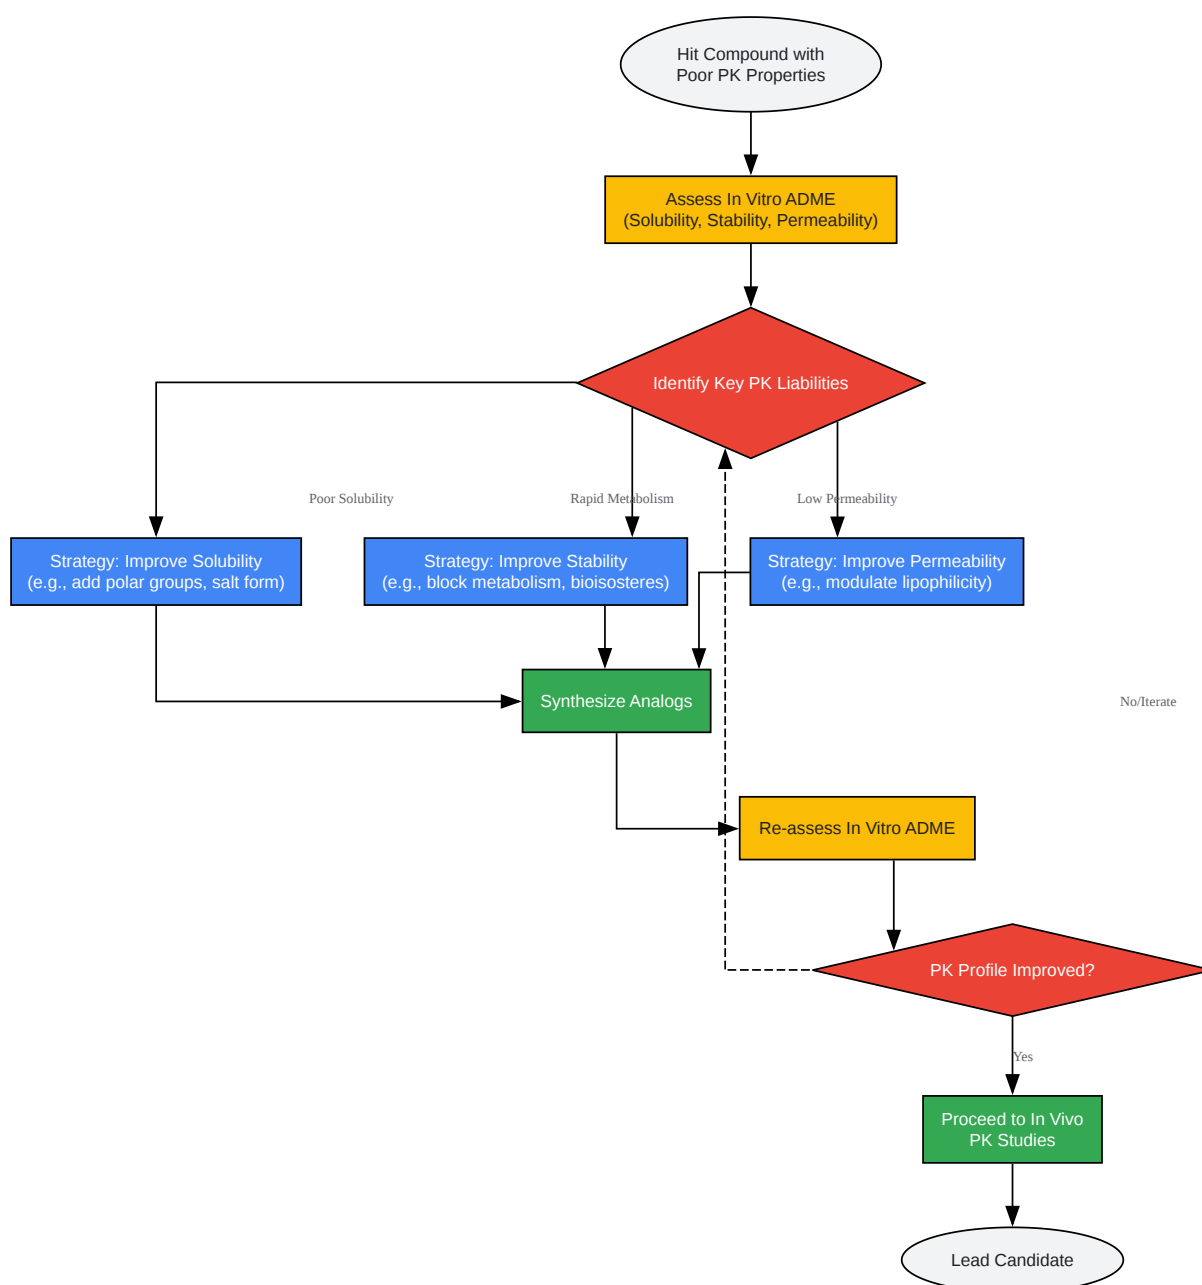 Hit Compound with
Poor PK Properties
Assess In Vitro ADME
(Solubility, Stability, Permeability)
Identify Key PK Liabilities
Poor Solubility
Rapid Metabolism
Low Permeability
Strategy: Improve Solubility
(e.g., add polar groups, salt form)
Strategy: Improve Stability
(e.g., block metabolism, bioisosteres)
Strategy: Improve Permeability
(e.g., modulate lipophilicity)
Synthesize Analogs
No/Iterate
Re-assess In Vitro ADME
PK Profile Improved?
Yes
Proceed to In Vivo
PK Studies
Lead Candidate